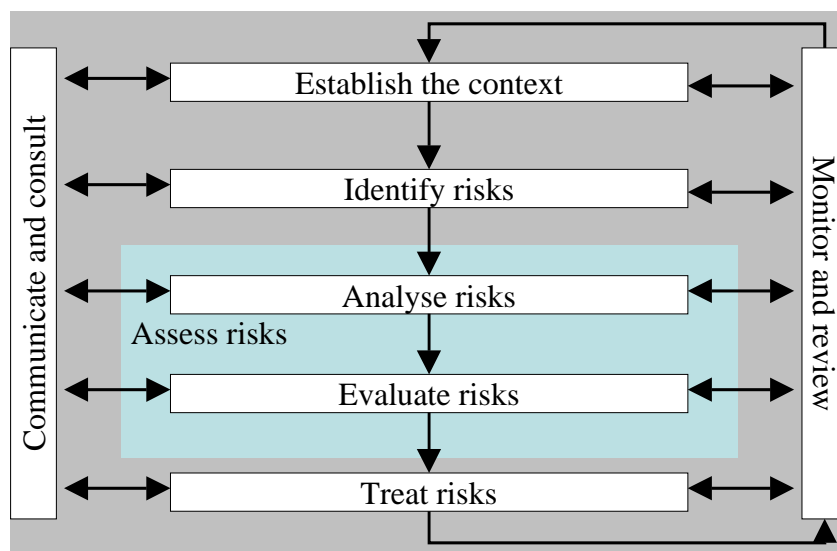 Establish the context
Identify risks
Analyse risks
Assess risks
Evaluate risks
Treat risks
Communicate and consult
Monitor and review